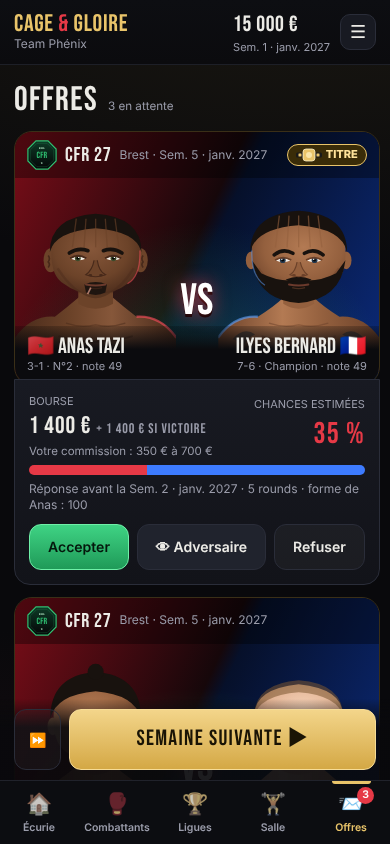 CAGE & GLOIRE
Team Phénix
15 000 €
Sem. 1 · janv. 2027
OFFRES
3 en attente
CFR
CFR 27
Brest · Sem. 5 · janv. 2027
TITRE
VS
ANAS TAZI
3-1 · N°2 · note 49
ILYES BERNARD
7-6 · Champion · note 49
BOURSE
1 400 € + 1 400 € SI VICTOIRE
CHANCES ESTIMÉES
35 %
Votre commission : 350 € à 700 €
Réponse avant la Sem. 2 · janv. 2027 · 5 rounds · forme de
Anas : 100
Accepter
Adversaire
Refuser
CFR
CFR 27
Brest · Sem. 5 · janv. 2027
VS
SEMAINE SUIVANTE
Écurie
Combattants
Ligues
Salle
3
Offres